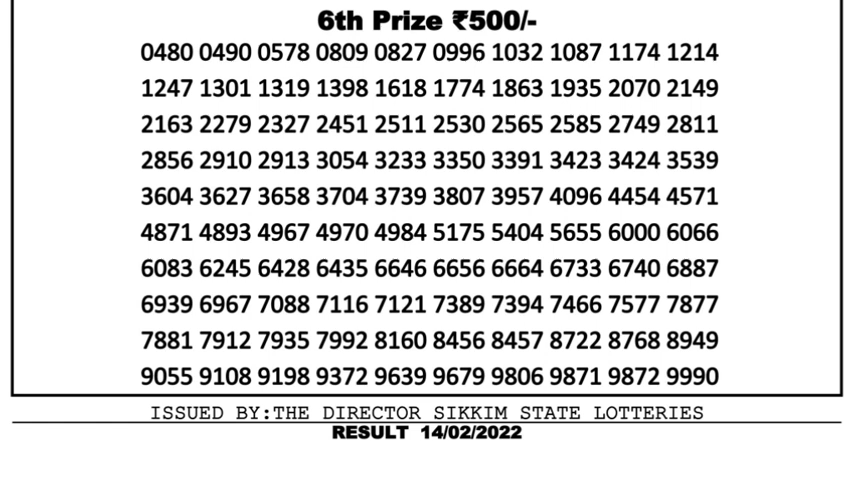 6th Prize ₹500/-
0480 0490 0578 0809 0827 0996 1032 1087 1174 1214
1247 1301 1319 1398 1618 1774 1863 1935 2070 2149
2163 2279 2327 2451 2511 2530 2565 2585 2749 2811
2856 2910 2913 3054 3233 3350 3391 3423 3424 3539
3604 3627 3658 3704 3739 3807 3957 4096 4454 4571
4871 4893 4967 4970 4984 5175 5404 5655 6000 6066
6083 6245 6428 6435 6646 6656 6664 6733 6740 6887
6939 6967 7088 7116 7121 7389 7394 7466 7577 7877
7881 7912 7935 7992 8160 8456 8457 8722 8768 8949
9055 9108 9198 9372 9639 9679 9806 9871 9872 9990
ISSUED BY:THE DIRECTOR SIKKIM STATE LOTTERIES
RESULT 14/02/2022